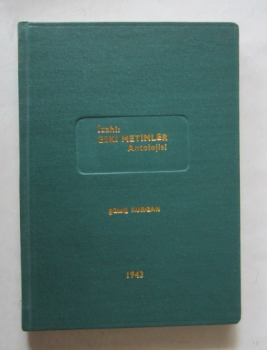 İzahlı
ESKİ METİNLER
Antolojisi
ŞÜKRÜ KURGAN
1943